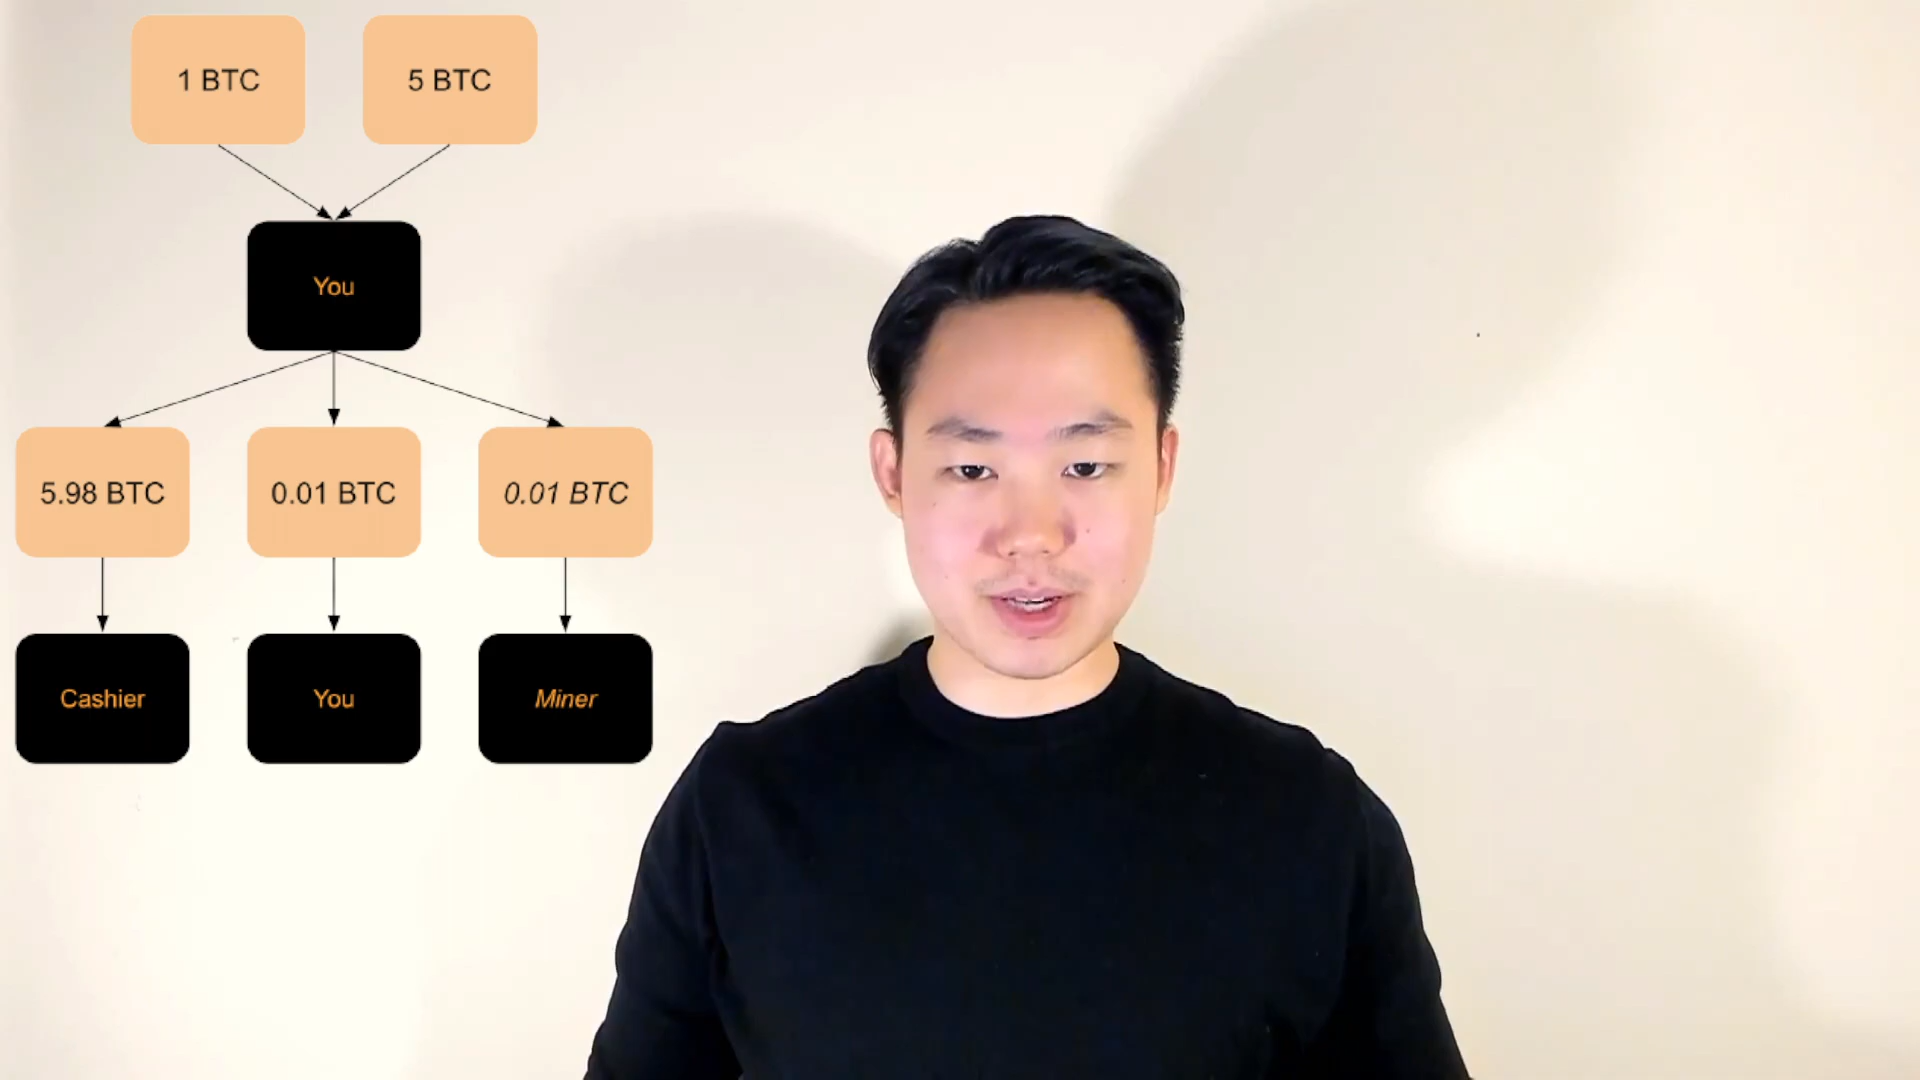 1 BTC
5 BTC
You
5.98 BTC
0.01 BTC
0.01 BTC
Cashier
You
Miner